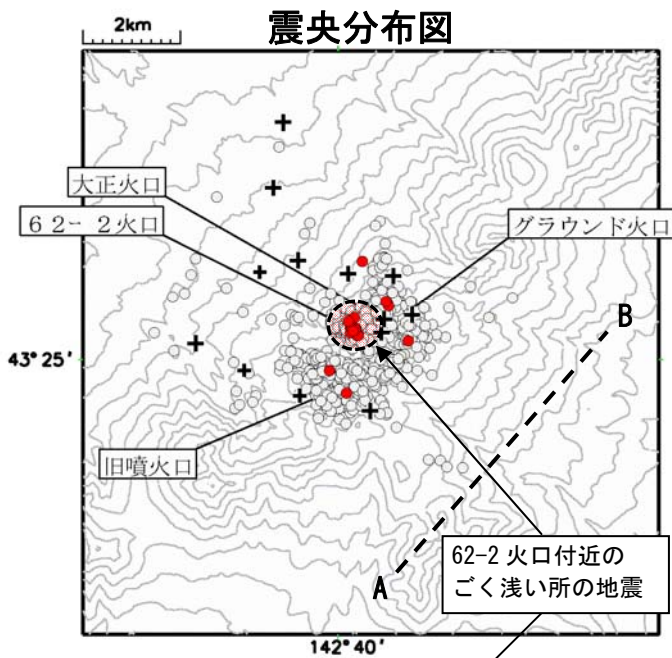 2km
震央分布図
大正火口
62-2火口
グラウンド火口
B
43°25'
旧噴火口
62-2火口付近の
ごく浅い所の地震
A
142°40'